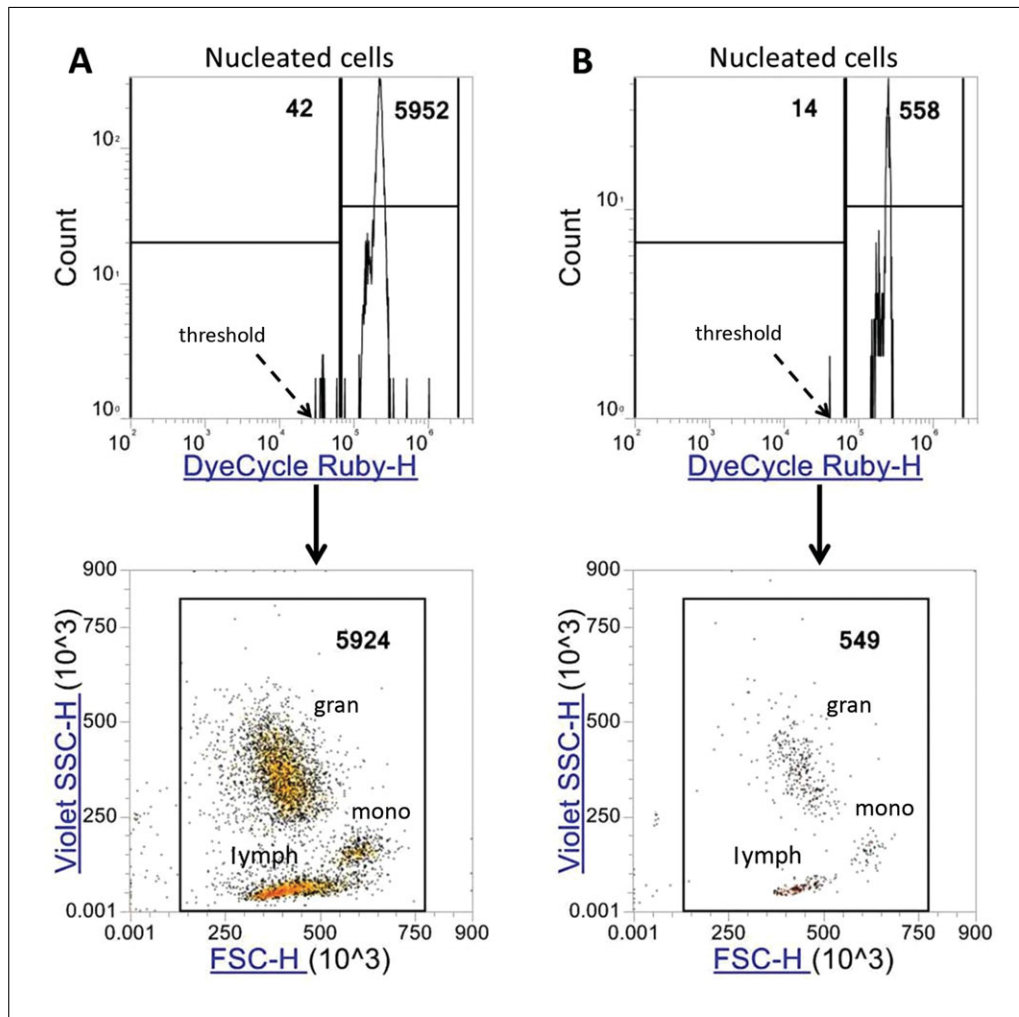 A
Nucleated cells
42
5952
10²
10¹
10⁰
Count
threshold
10² 10³ 10⁴ 10⁵ 10⁶
DyeCycle Ruby-H
900
750
500
250
0.001
Violet SSC-H (10^3)
5924
gran
mono
lymph
0.001 250 500 750 900
FSC-H (10^3)
B
Nucleated cells
14
558
10¹
10⁰
Count
threshold
10² 10³ 10⁴ 10⁵ 10⁶
DyeCycle Ruby-H
900
750
500
250
0.001
Violet SSC-H (10^3)
549
gran
mono
lymph
0.001 250 500 750 900
FSC-H (10^3)